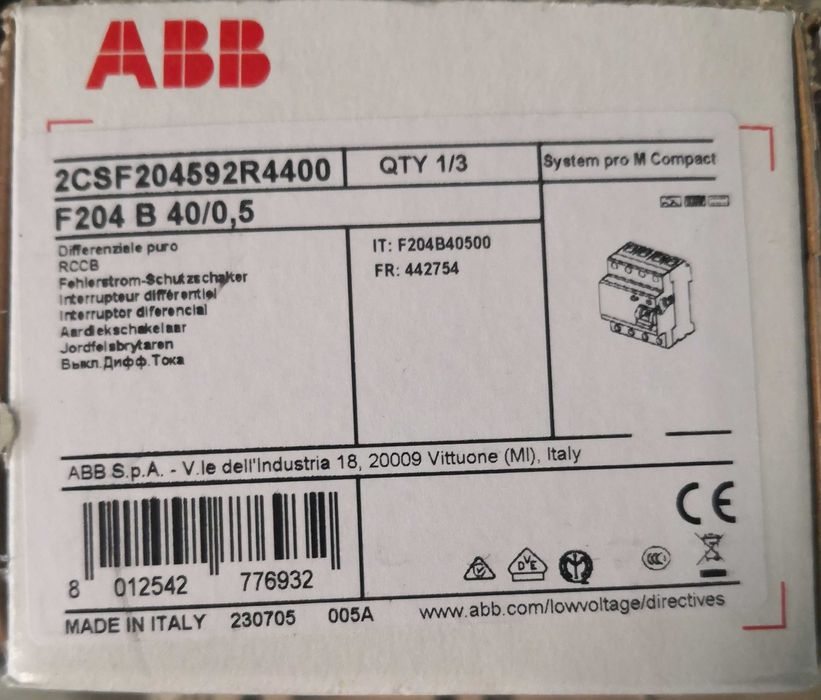 ABB
2CSF204592R4400
QTY 1/3
System pro M Compact
F204 B 40/0,5
Differenziale puro
RCCB
Fehlerstrom-Schutzschalter
Interrupteur différentiel
Interruptor diferencial
Aardlekschakelaar
Jordfelsbrytaren
Выкл.Дифф.Тока
IT: F204B40500
FR: 442754
ABB S.p.A. - V.le dell'Industria 18, 20009 Vittuone (MI), Italy
CE
DVE
CCC
8 012542 776932
MADE IN ITALY 230705 005A
www.abb.com/lowvoltage/directives